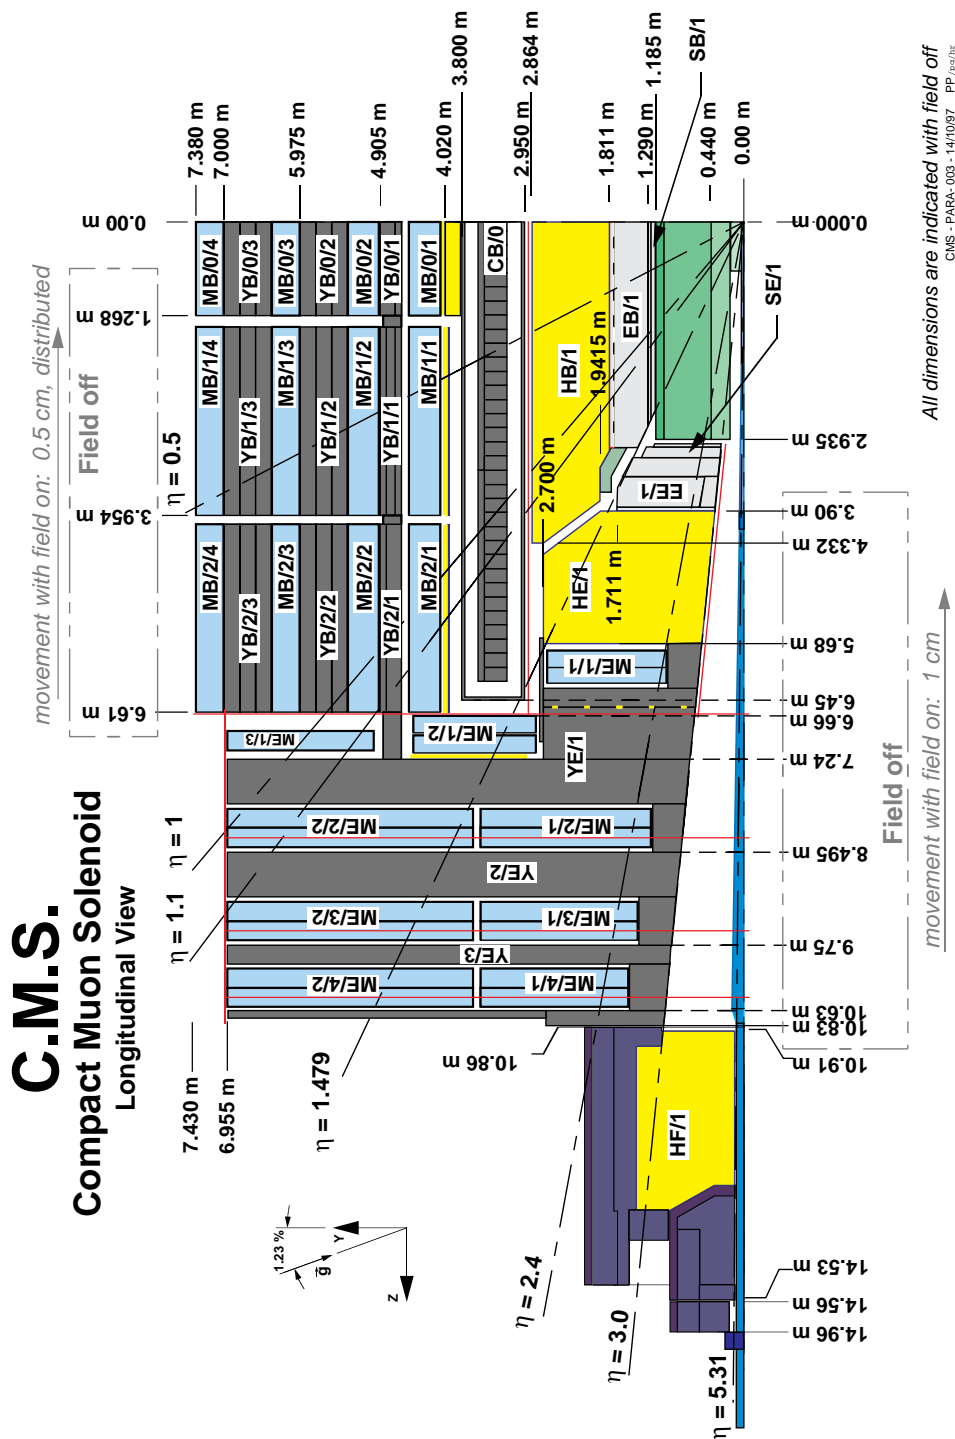 C.M.S.
Compact Muon Solenoid
Longitudinal View
movement with field on: 0.5 cm, distributed
Field off
0.00 m
1.268 m
3.954 m
6.61 m
7.380 m
7.000 m
5.975 m
4.905 m
4.020 m
3.800 m
2.950 m
2.864 m
1.811 m
1.290 m
1.185 m
0.440 m
0.00 m
SB/1
SE/1
MB/0/4
YB/0/3
MB/0/3
YB/0/2
MB/0/2
YB/0/1
MB/0/1
CB/0
MB/1/4
YB/1/3
MB/1/3
YB/1/2
MB/1/2
YB/1/1
MB/1/1
MB/2/4
YB/2/3
MB/2/3
YB/2/2
MB/2/2
YB/2/1
MB/2/1
HB/1
EB/1
1.9415 m
2.700 m
EE/1
HE/1
1.711 m
ME/1/1
ME/1/2
ME/1/3
YE/1
ME/2/2
ME/2/1
YE/2
ME/3/2
ME/3/1
YE/3
ME/4/2
ME/4/1
HF/1
η = 0.5
η = 1
η = 1.1
η = 1.479
η = 2.4
η = 3.0
η = 5.31
7.430 m
6.955 m
10.86 m
0.000 m
2.935 m
3.90 m
4.332 m
5.68 m
6.45 m
6.66 m
7.24 m
8.495 m
9.75 m
10.63 m
10.83 m
10.91 m
14.53 m
14.56 m
14.96 m
Field off
movement with field on: 1 cm
1.23 %
g
Y
Z
All dimensions are indicated with field off
CMS - PARA- 003 - 14/10/97 PP